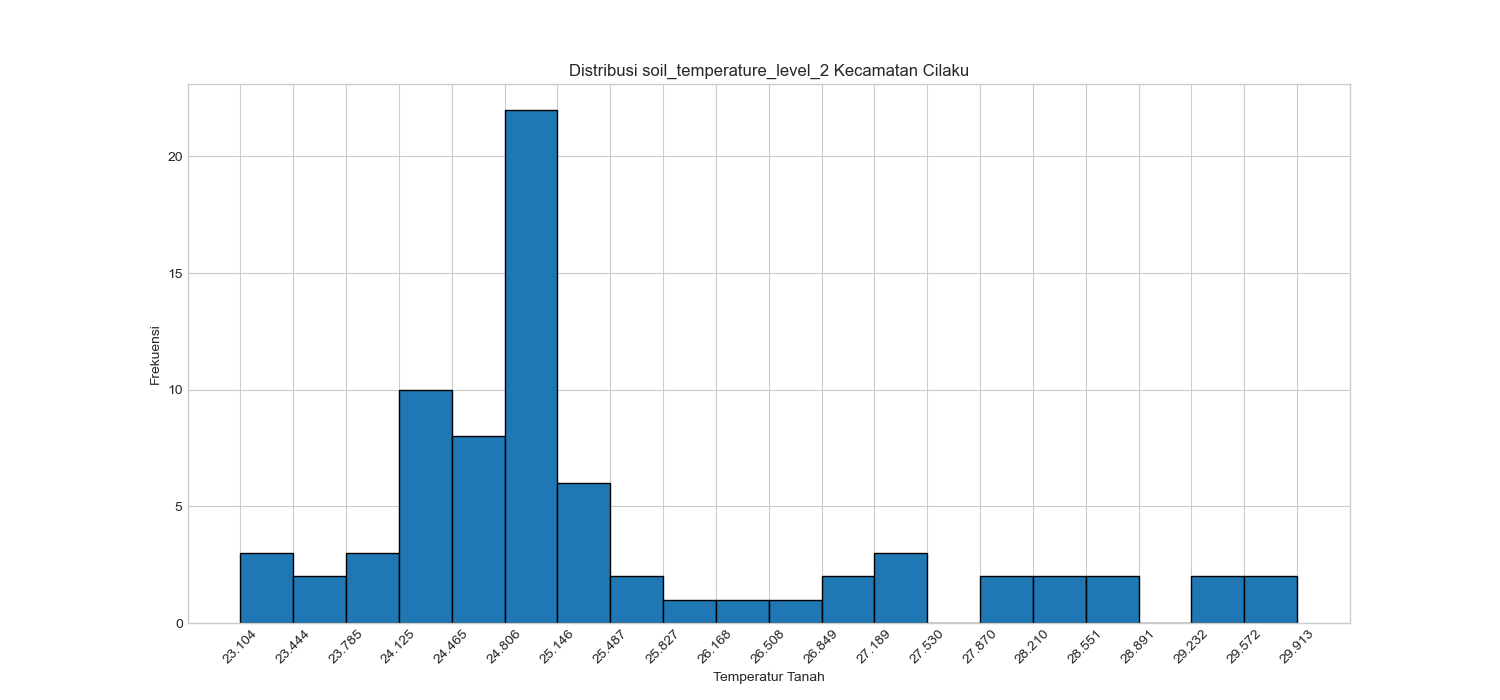 Distribusi soil_temperature_level_2 Kecamatan Cilaku
Frekuensi
20
15
10
5
0
23.104 23.444 23.785 24.125 24.465 24.806 25.146 25.487 25.827 26.168 26.508 26.849 27.189 27.530 27.870 28.210 28.551 28.891 29.232 29.572 29.913
Temperatur Tanah